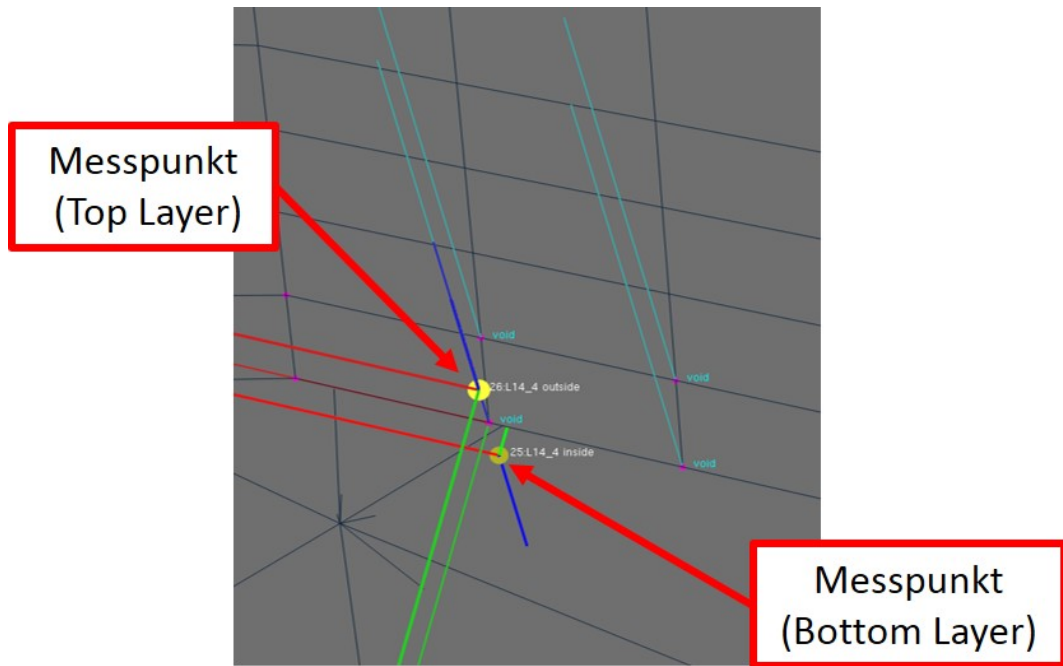 Messpunkt
(Top Layer)
void
void
26:L14_4 outside
void
25:L14_4 inside
void
Messpunkt
(Bottom Layer)